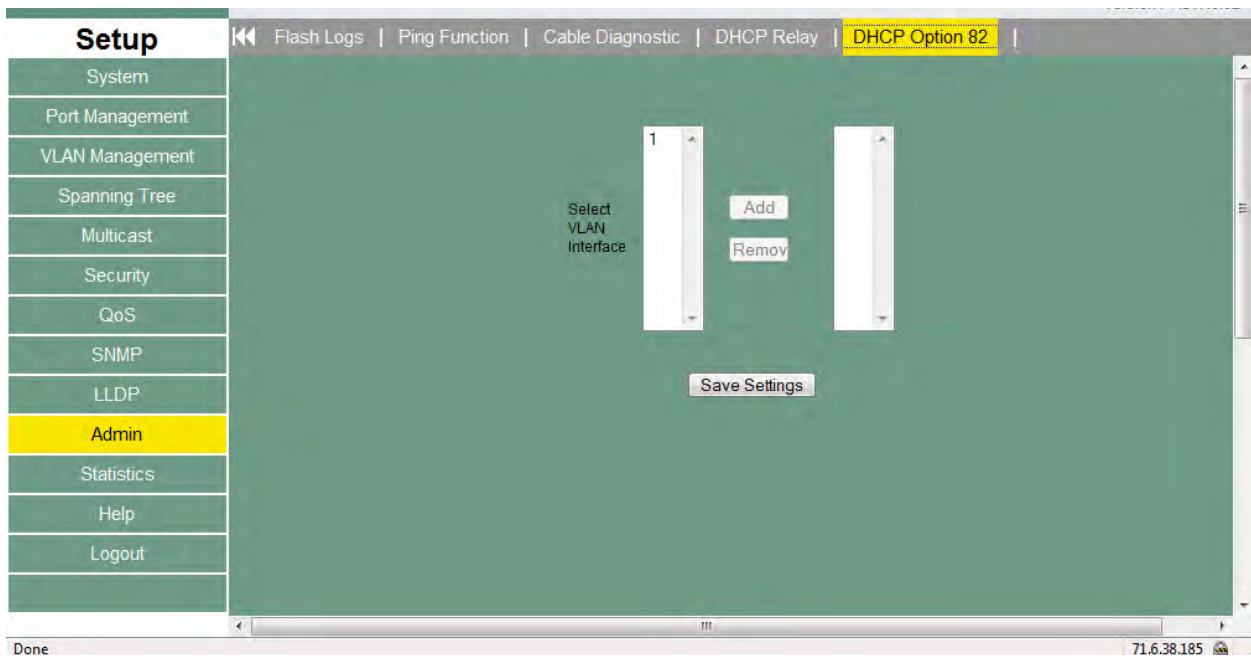 Setup
Flash Logs | Ping Function | Cable Diagnostic | DHCP Relay | DHCP Option 82 |
System
Port Management
VLAN Management
Spanning Tree
Multicast
Security
QoS
SNMP
LLDP
Admin
Statistics
Help
Logout
Select
VLAN
Interface
1
Add
Remov
Save Settings
Done
71.6.38.185